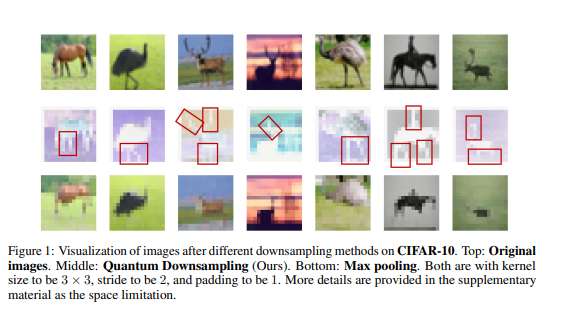 Figure 1: Visualization of images after different downsampling methods on CIFAR-10. Top: Original
images. Middle: Quantum Downsampling (Ours). Bottom: Max pooling. Both are with kernel
size to be 3 × 3, stride to be 2, and padding to be 1. More details are provided in the supplementary
material as the space limitation.